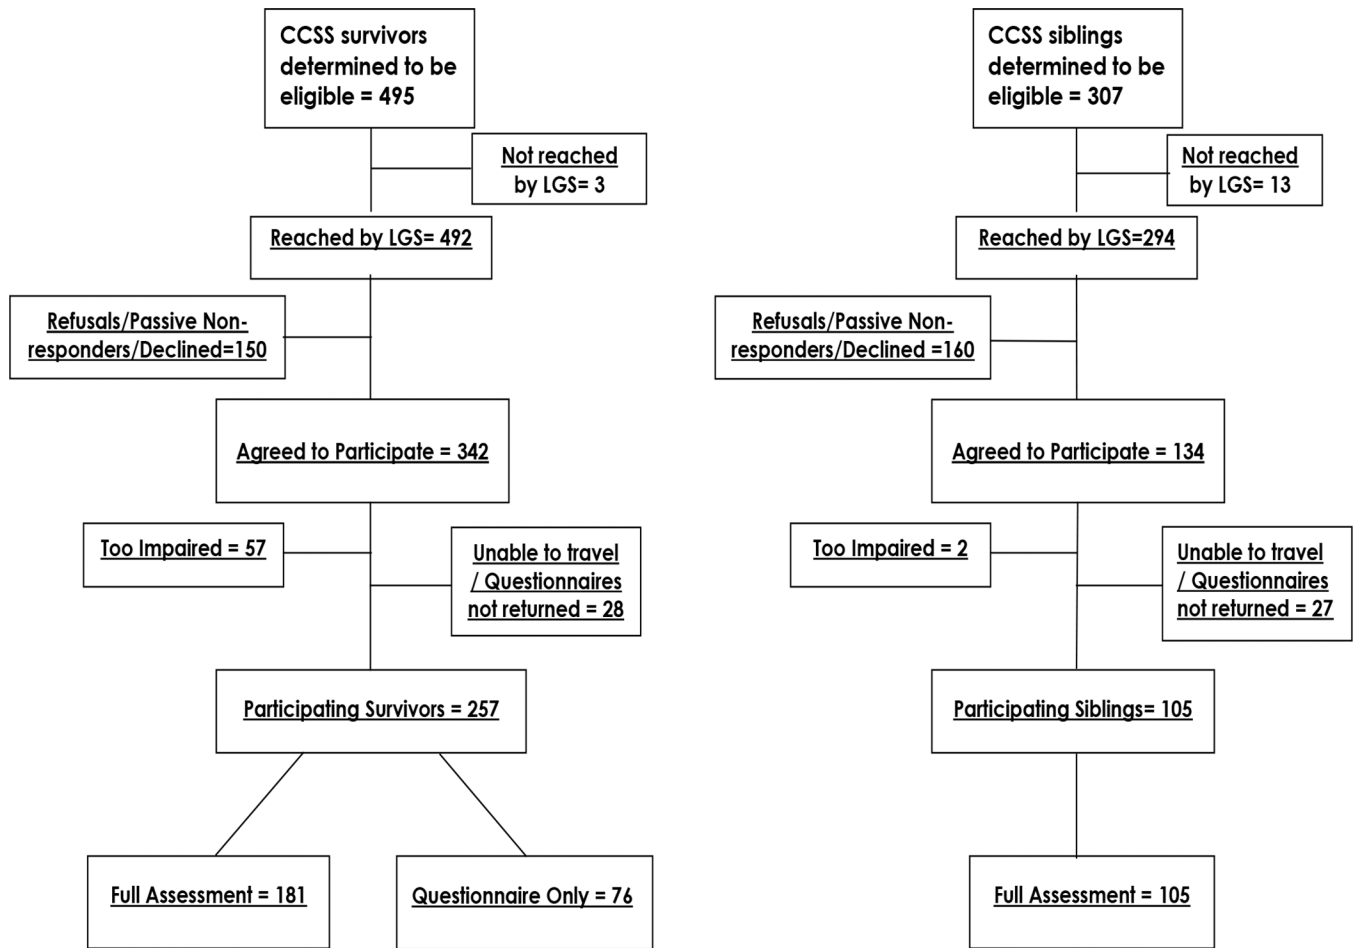 CCSS survivors
determined to be
eligible = 495
Not reached
by LGS= 3
Reached by LGS= 492
Refusals/Passive Non-
responders/Declined=150
Agreed to Participate = 342
Too Impaired = 57
Unable to travel
/ Questionnaires
not returned = 28
Participating Survivors = 257
Full Assessment = 181
Questionnaire Only = 76
CCSS siblings
determined to be
eligible = 307
Not reached
by LGS= 13
Reached by LGS=294
Refusals/Passive Non-
responders/Declined =160
Agreed to Participate = 134
Too Impaired = 2
Unable to travel
/ Questionnaires
not returned = 27
Participating Siblings= 105
Full Assessment = 105